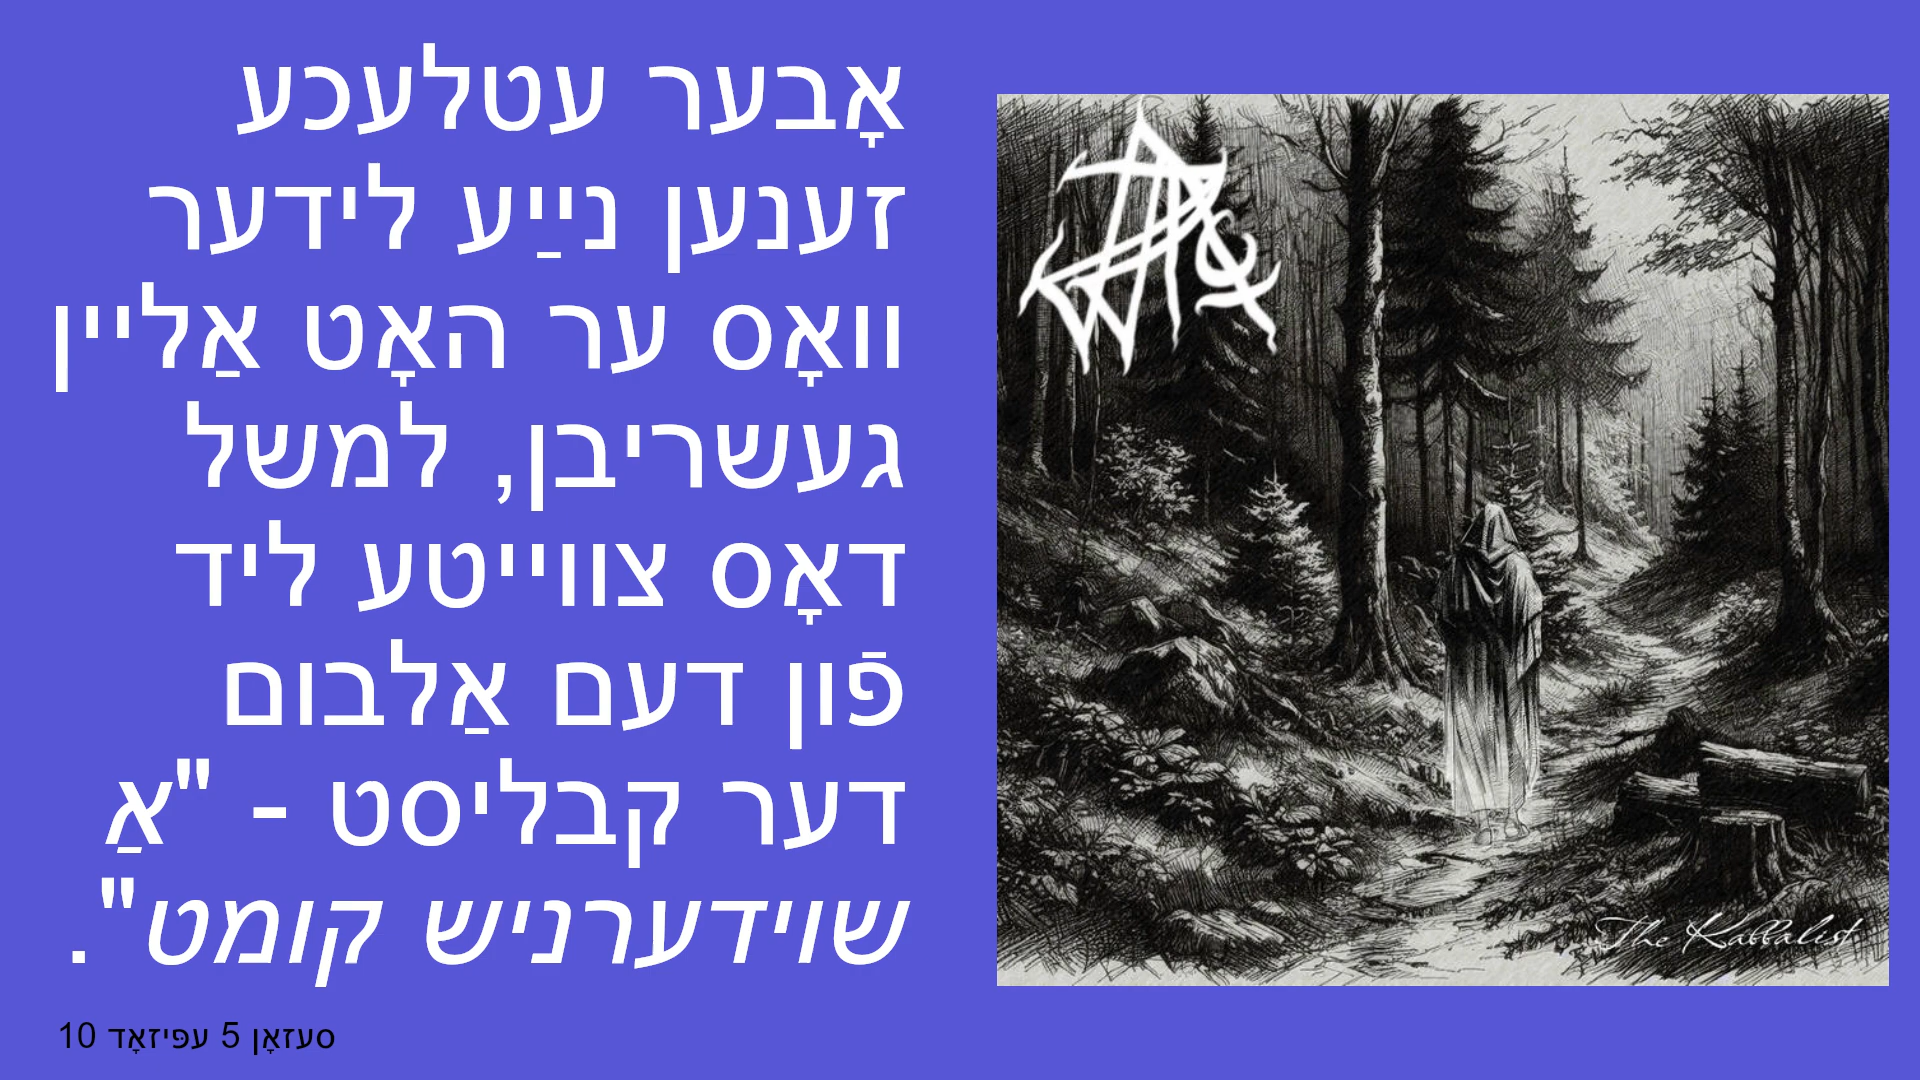 אָבער עטלעכע
זענען נײַע לידער
וואָס ער האָט אַליין
געשריבן, למשל
דאָס צווייטע ליד
פֿון דעם אַלבום
דער קבליסט - "אַ
שוידערניש קומט".
The Kabbalist
סעזאָן 5 עפּיזאָד 10